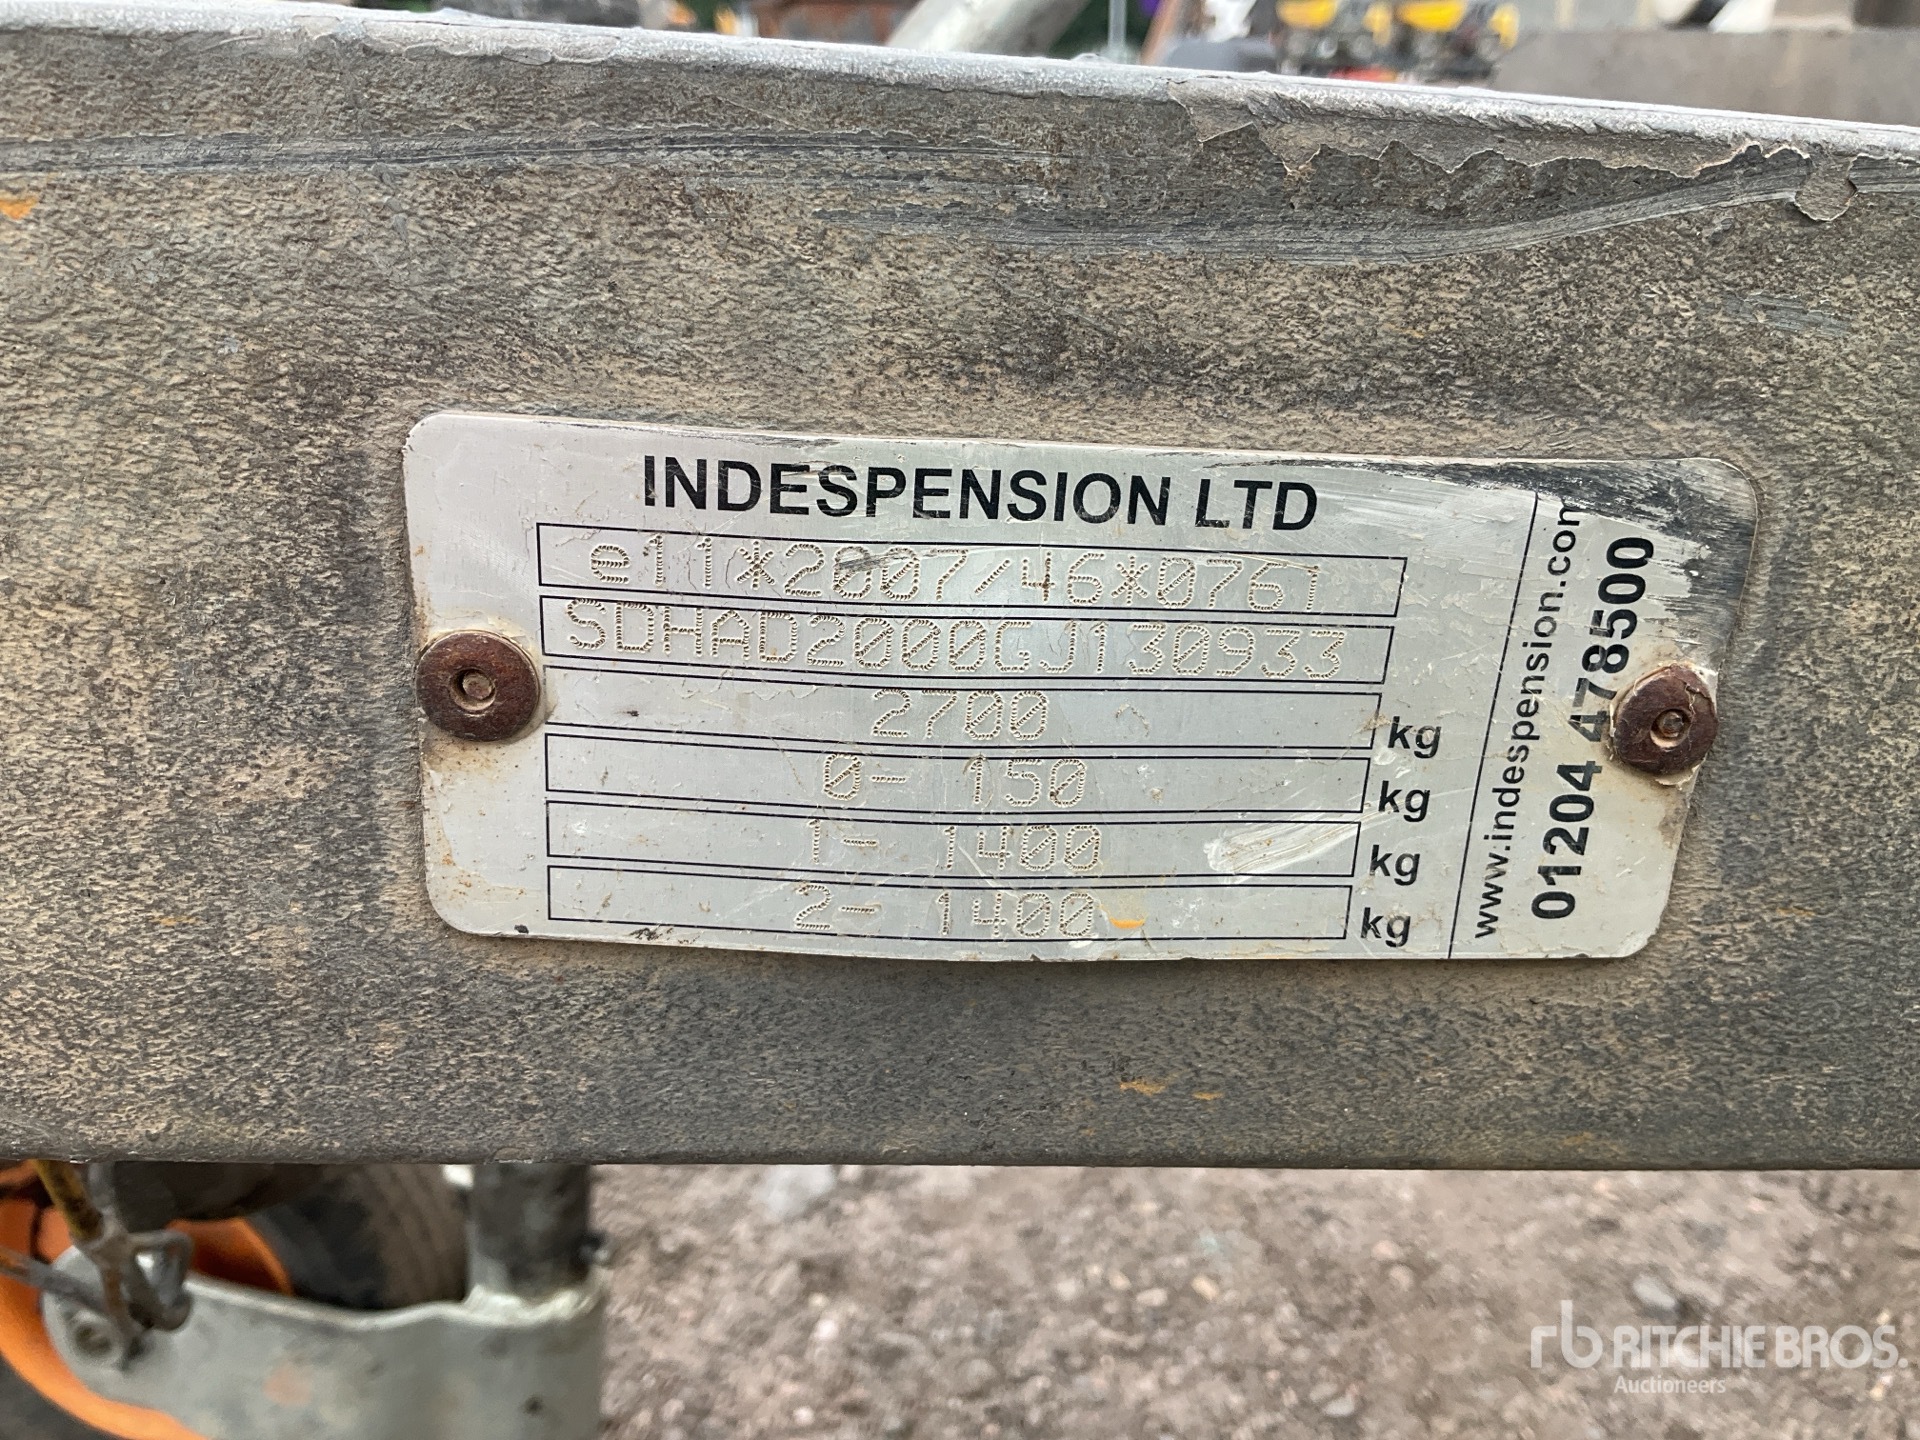 INDESPENSION LTD
e11*2007/46*0761
SDHAD2000GJ130933
2700 kg
0- 150 kg
1- 1400 kg
2- 1400 kg
www.indespension.com
01204 478500
rb RITCHIE BROS.
Auctioneers